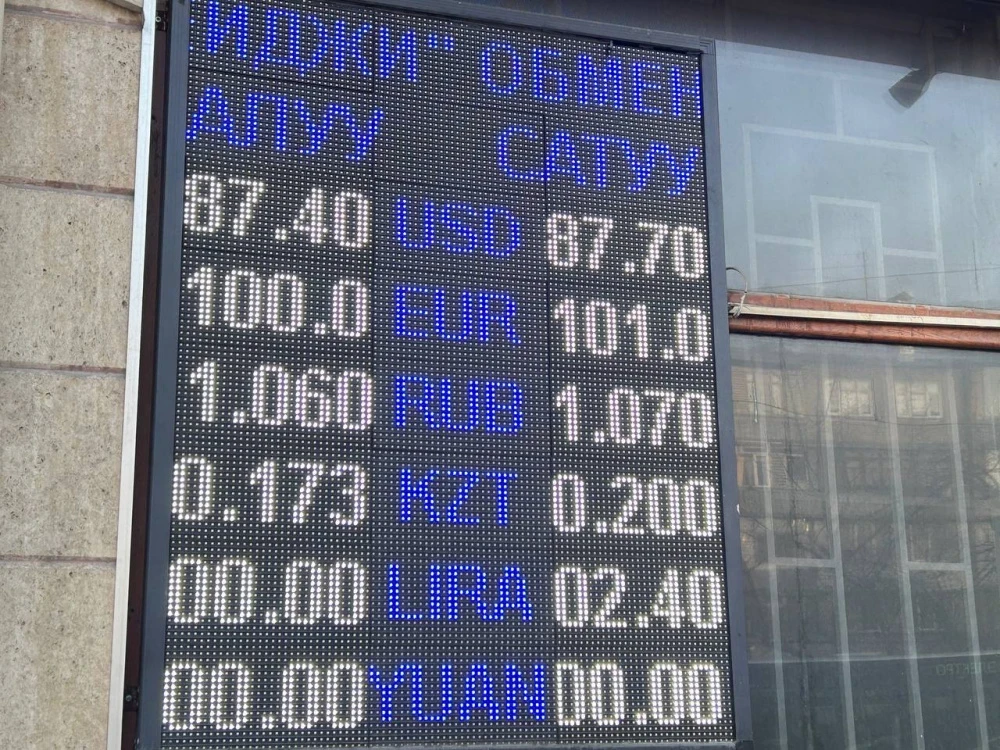 ИДЖИ" ОБМЕН
АЛУУ САТУУ
87.40 USD 87.70
100.0 EUR 101.0
1.060 RUB 1.070
0.173 KZT 0.200
00.00 LIRA 02.40
00.00 YUAN 00.00